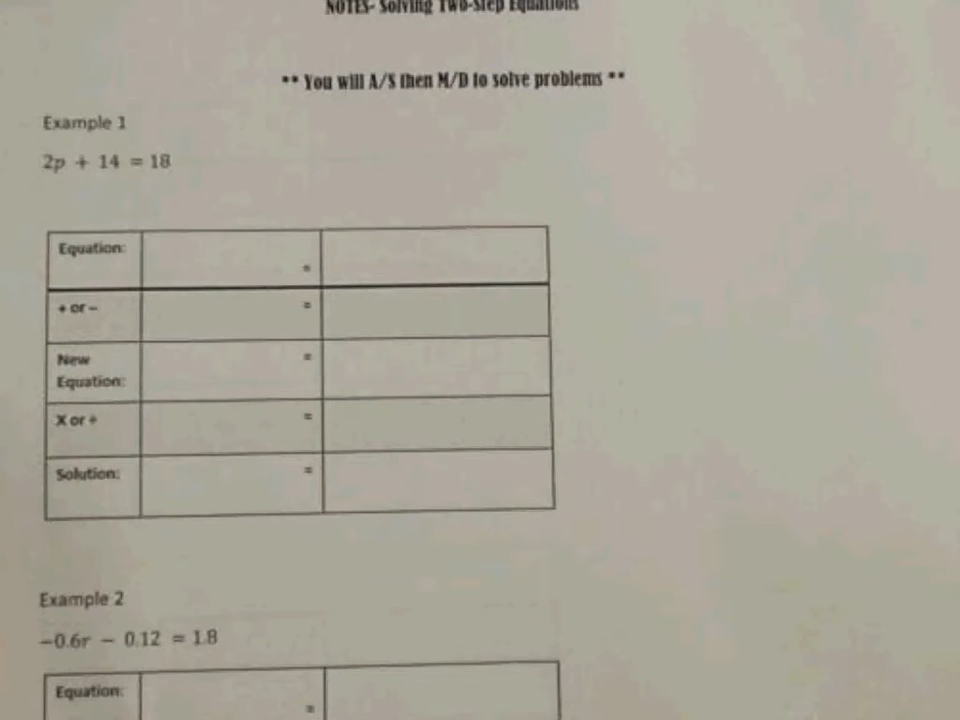 NOTES- Solving Two-Step Equations
** You will A/S then M/D to solve problems **
Example 1
2p + 14 = 18
Equation: =
+ or – =
New =
Equation:
X or ÷ =
Solution: =
Example 2
−0.6r − 0.12 = 1.8
Equation: =